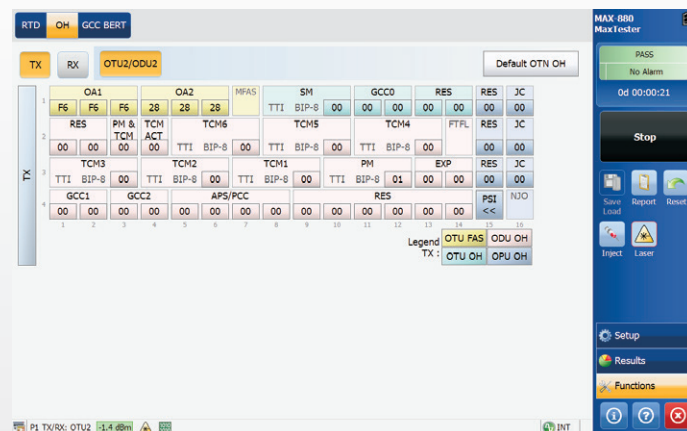 RTD OH GCC BERT
TX RX OTU2/ODU2 Default OTN OH
OA1 OA2 MFAS SM GCC0 RES RES JC
1 F6 F6 F6 28 28 28 TTI BIP-8 00 00 00 00 00 00 00
RES PM & TCM TCM ACT TCM6 TCM5 TCM4 FTFL RES JC
2 00 00 00 00 TTI BIP-8 00 TTI BIP-8 00 TTI BIP-8 00 00 00
TX
TCM3 TCM2 TCM1 PM EXP RES JC
3 TTI BIP-8 00 TTI BIP-8 00 TTI BIP-8 00 TTI BIP-8 01 00 00 00 00
GCC1 GCC2 APS/PCC RES PSI NJO
4 00 00 00 00 00 00 00 00 00 00 00 00 00 00 <<
1 2 3 4 5 6 7 8 9 10 11 12 13 14 15 16
Legend TX : OTU FAS ODU OH
OTU OH OPU OH
P1 TX/RX: OTU2 -1.4 dBm INT
MAX-880
MaxTester
PASS
No Alarm
0d 00:00:21
Stop
Save Load Report Reset
Inject Laser
Setup
Results
Functions